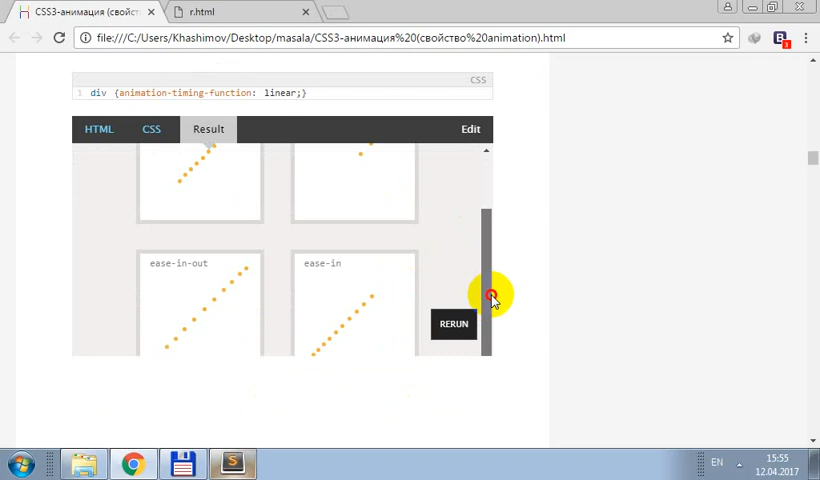 CSS3-анимация (свойст
r.html
file:///C:/Users/Khashimov/Desktop/masala/CSS3-анимация%20(свойство%20animation).html
3
CSS
1 div {animation-timing-function: linear;}
HTML CSS Result Edit
ease-in-out ease-in
RERUN
EN
15:55
12.04.2017